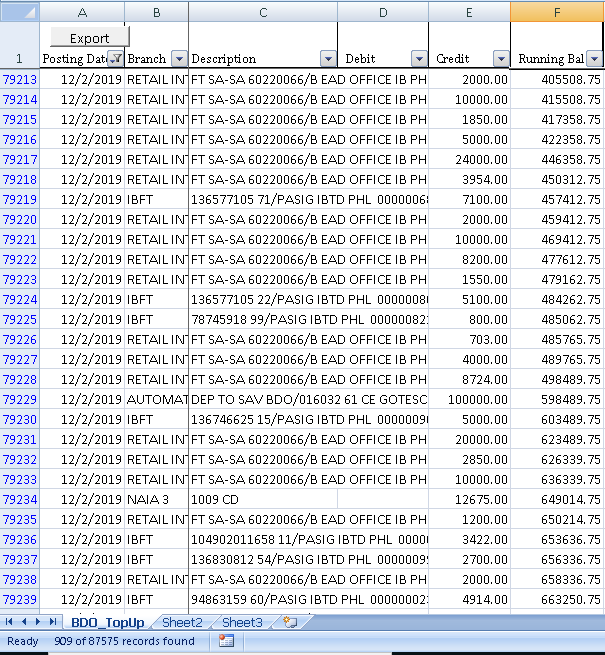 A B C D E F
Export
1 Posting Date Branch Description Debit Credit Running Bal
79213 12/2/2019 RETAIL INT FT SA-SA 60220066/B EAD OFFICE IB PH 2000.00 405508.75
79214 12/2/2019 RETAIL INT FT SA-SA 60220066/B EAD OFFICE IB PH 10000.00 415508.75
79215 12/2/2019 RETAIL INT FT SA-SA 60220066/B EAD OFFICE IB PH 1850.00 417358.75
79216 12/2/2019 RETAIL INT FT SA-SA 60220066/B EAD OFFICE IB PH 5000.00 422358.75
79217 12/2/2019 RETAIL INT FT SA-SA 60220066/B EAD OFFICE IB PH 24000.00 446358.75
79218 12/2/2019 RETAIL INT FT SA-SA 60220066/B EAD OFFICE IB PH 3954.00 450312.75
79219 12/2/2019 IBFT 136577105 71/PASIG IBTD PHL 0000006 7100.00 457412.75
79220 12/2/2019 RETAIL INT FT SA-SA 60220066/B EAD OFFICE IB PH 2000.00 459412.75
79221 12/2/2019 RETAIL INT FT SA-SA 60220066/B EAD OFFICE IB PH 10000.00 469412.75
79222 12/2/2019 RETAIL INT FT SA-SA 60220066/B EAD OFFICE IB PH 8200.00 477612.75
79223 12/2/2019 RETAIL INT FT SA-SA 60220066/B EAD OFFICE IB PH 1550.00 479162.75
79224 12/2/2019 IBFT 136577105 22/PASIG IBTD PHL 0000008 5100.00 484262.75
79225 12/2/2019 IBFT 78745918 99/PASIG IBTD PHL 00000082 800.00 485062.75
79226 12/2/2019 RETAIL INT FT SA-SA 60220066/B EAD OFFICE IB PH 703.00 485765.75
79227 12/2/2019 RETAIL INT FT SA-SA 60220066/B EAD OFFICE IB PH 4000.00 489765.75
79228 12/2/2019 RETAIL INT FT SA-SA 60220066/B EAD OFFICE IB PH 8724.00 498489.75
79229 12/2/2019 AUTOMAT DEP TO SAV BDO/016032 61 CE GOTESC 100000.00 598489.75
79230 12/2/2019 IBFT 136746625 15/PASIG IBTD PHL 0000009 5000.00 603489.75
79231 12/2/2019 RETAIL INT FT SA-SA 60220066/B EAD OFFICE IB PH 20000.00 623489.75
79232 12/2/2019 RETAIL INT FT SA-SA 60220066/B EAD OFFICE IB PH 2850.00 626339.75
79233 12/2/2019 RETAIL INT FT SA-SA 60220066/B EAD OFFICE IB PH 10000.00 636339.75
79234 12/2/2019 NAIA 3 1009 CD 12675.00 649014.75
79235 12/2/2019 RETAIL INT FT SA-SA 60220066/B EAD OFFICE IB PH 1200.00 650214.75
79236 12/2/2019 IBFT 104902011658 11/PASIG IBTD PHL 0000 3422.00 653636.75
79237 12/2/2019 IBFT 136830812 54/PASIG IBTD PHL 0000009 2700.00 656336.75
79238 12/2/2019 RETAIL INT FT SA-SA 60220066/B EAD OFFICE IB PH 2000.00 658336.75
79239 12/2/2019 IBFT 94863159 60/PASIG IBTD PHL 00000002 4914.00 663250.75
BDO_TopUp Sheet2 Sheet3
Ready 909 of 87575 records found